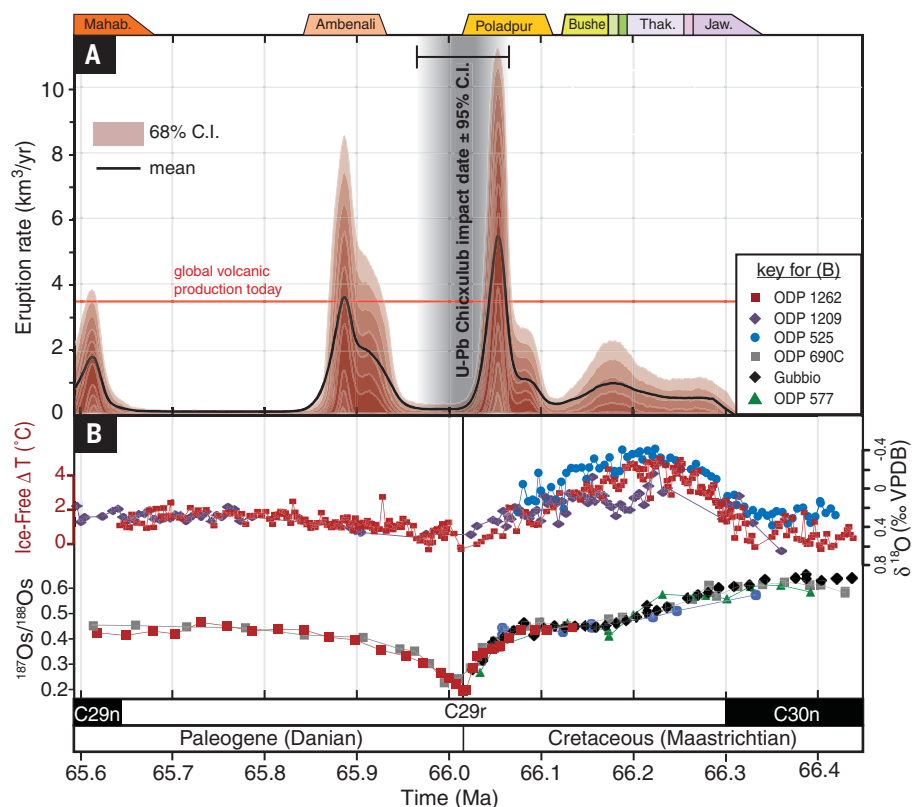 Mahab.
Ambenali
Poladpur
Bushe
Thak.
Jaw.
A
Eruption rate (km³/yr)
10
8
6
4
2
0
68% C.I.
mean
global volcanic
production today
U-Pb Chicxulub impact date ± 95% C.I.
key for (B)
ODP 1262
ODP 1209
ODP 525
ODP 690C
Gubbio
ODP 577
B
Ice-Free Δ T (˚C)
4
2
0
-0.4
0
0.4
0.8
δ ¹⁸O (‰ VPDB)
¹⁸⁷Os/¹⁸⁸Os
0.6
0.5
0.4
0.3
0.2
C29n
C29r
C30n
Paleogene (Danian)
Cretaceous (Maastrichtian)
65.6
65.7
65.8
65.9
66.0
66.1
66.2
66.3
66.4
Time (Ma)